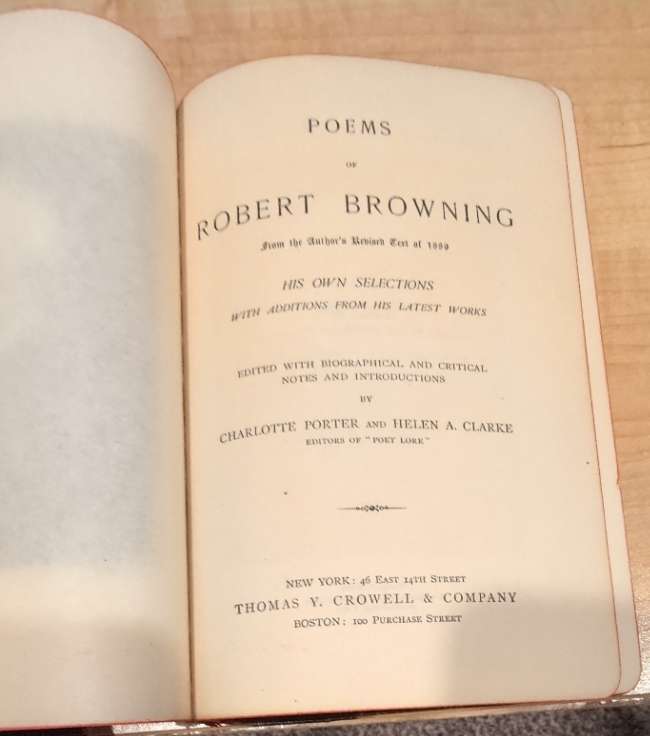 POEMS
OF
ROBERT BROWNING
From the Author's Revised Text of 1889
HIS OWN SELECTIONS
WITH ADDITIONS FROM HIS LATEST WORKS
EDITED WITH BIOGRAPHICAL AND CRITICAL
NOTES AND INTRODUCTIONS
BY
CHARLOTTE PORTER AND HELEN A. CLARKE
EDITORS OF "POET LORE"
NEW YORK: 46 EAST 14TH STREET
THOMAS Y. CROWELL & COMPANY
BOSTON: 100 PURCHASE STREET